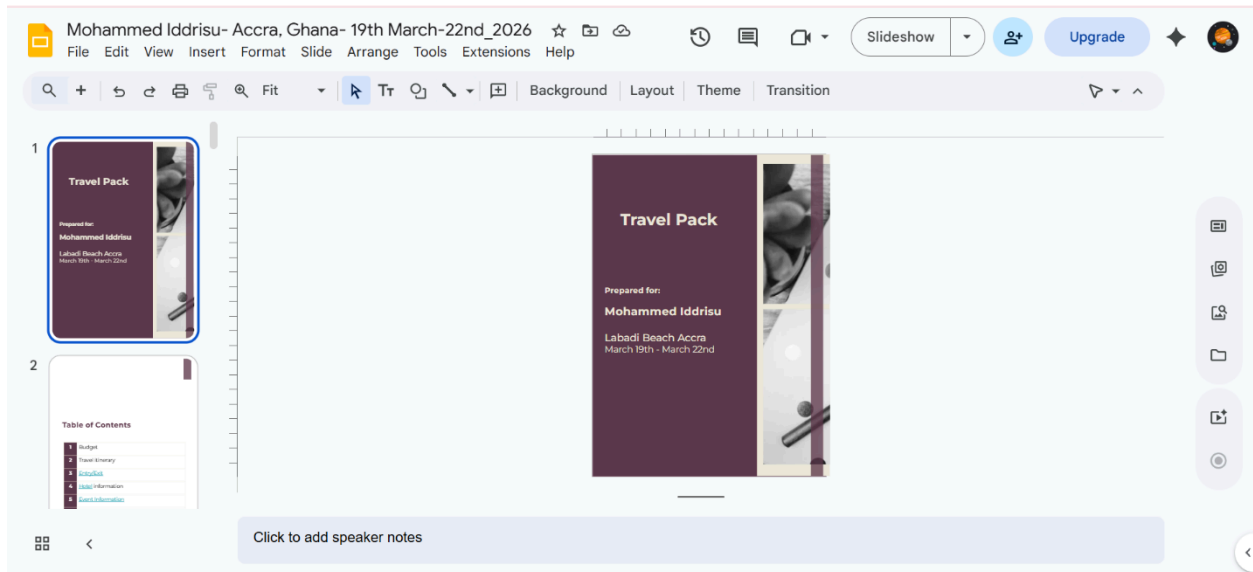 Mohammed Iddrisu- Accra, Ghana- 19th March-22nd_2026
File Edit View Insert Format Slide Arrange Tools Extensions Help
Slideshow
Upgrade
Fit
Background Layout Theme Transition
1
Travel Pack
Prepared for:
Mohammed Iddrisu
Labadi Beach Accra
March 19th - March 22nd
2
Table of Contents
1 Budget
2 Travel Itinerary
3 Entry/Exit
4 Hotel Information
5 Event Information
Travel Pack
Prepared for:
Mohammed Iddrisu
Labadi Beach Accra
March 19th - March 22nd
Click to add speaker notes